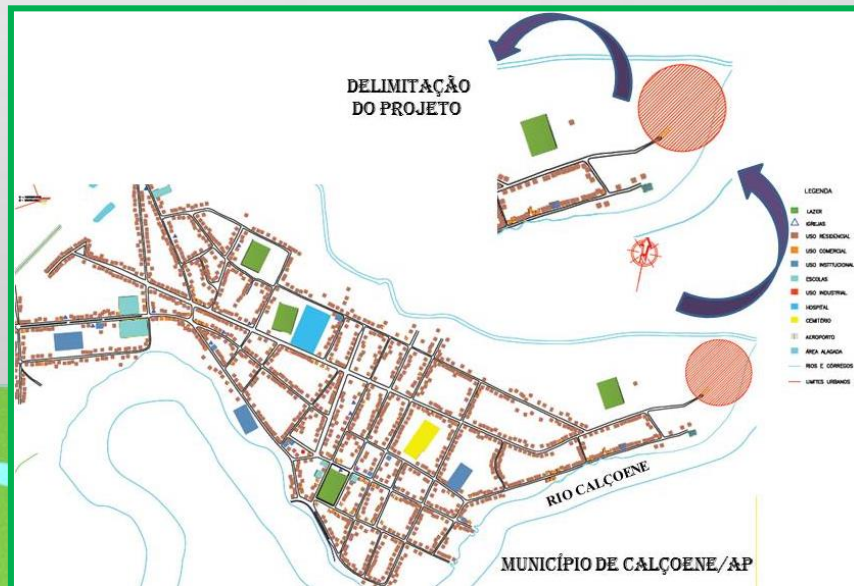 DELIMITAÇÃO
DO PROJETO
LEGENDA
LAZER
IGREJAS
USO RESIDENCIAL
USO COMERCIAL
USO INSTITUCIONAL
ESCOLAS
USO INDUSTRIAL
HOSPITAL
CEMITÉRIO
AEROPORTO
ÁREA ALAGADA
RIOS E CÓRREGOS
LIMITES URBANOS
RIO CALÇOENE
MUNICÍPIO DE CALÇOENE/AP